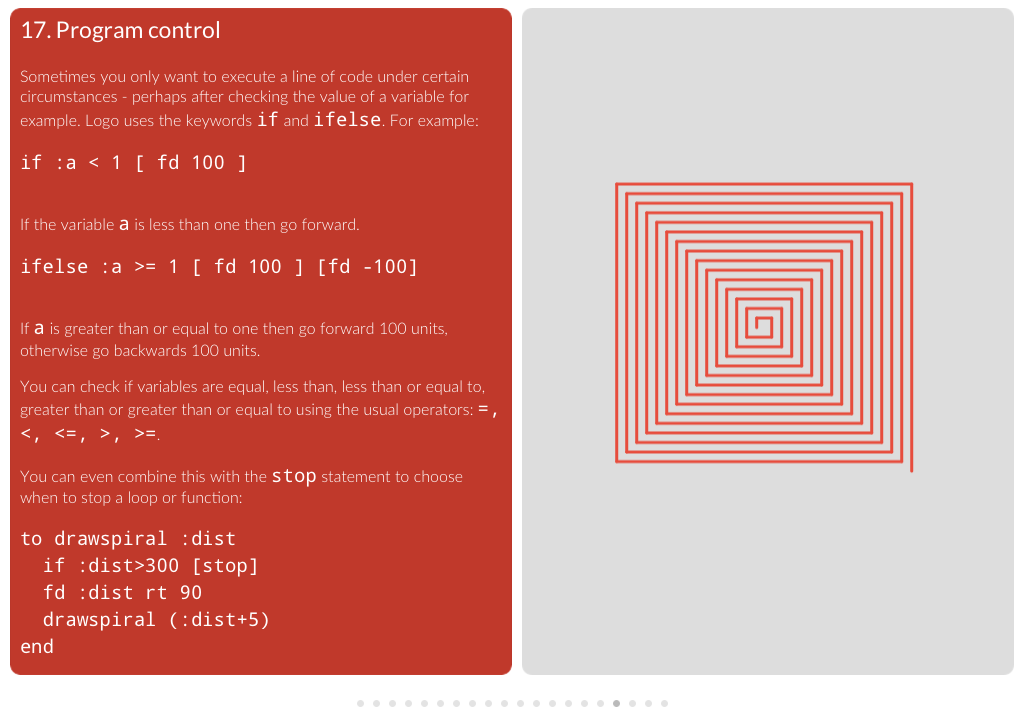 17. Program control
Sometimes you only want to execute a line of code under certain
circumstances - perhaps after checking the value of a variable for
example. Logo uses the keywords if and ifelse. For example:
if :a < 1 [ fd 100 ]
If the variable a is less than one then go forward.
ifelse :a >= 1 [ fd 100 ] [fd -100]
If a is greater than or equal to one then go forward 100 units,
otherwise go backwards 100 units.
You can check if variables are equal, less than, less than or equal to,
greater than or greater than or equal to using the usual operators: =,
<, <=, >, >=.
You can even combine this with the stop statement to choose
when to stop a loop or function:
to drawspiral :dist
  if :dist>300 [stop]
  fd :dist rt 90
  drawspiral (:dist+5)
end